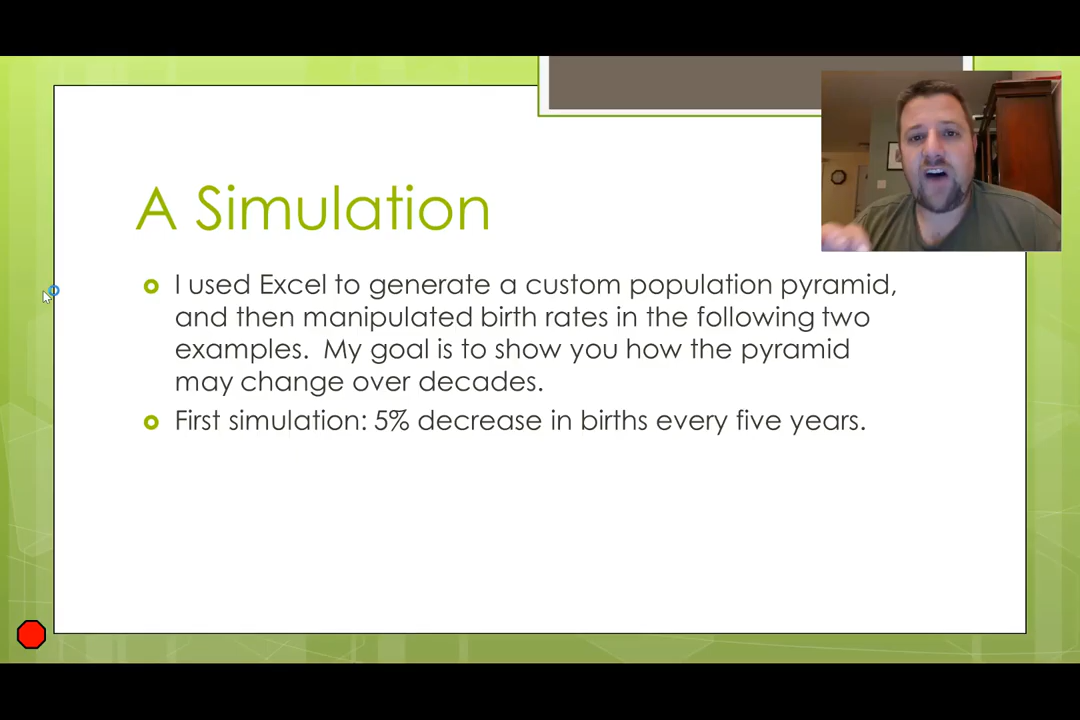 A Simulation
I used Excel to generate a custom population pyramid,
and then manipulated birth rates in the following two
examples.  My goal is to show you how the pyramid
may change over decades.
First simulation: 5% decrease in births every five years.